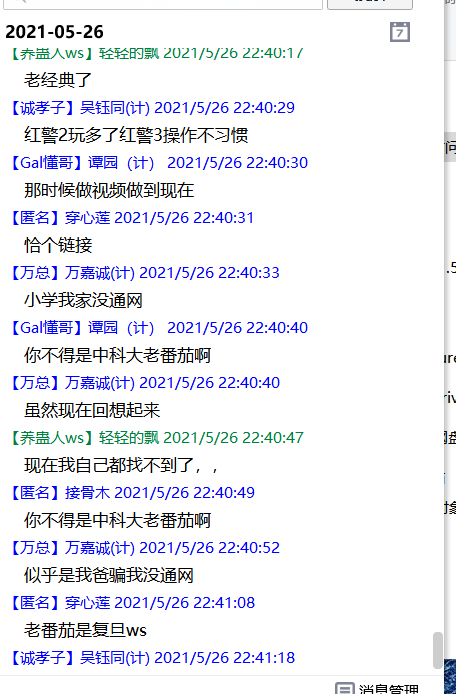 2021-05-26
7
【养蛊人ws】轻轻的飘 2021/5/26 22:40:17
老经典了
【诚孝子】吴钰同(计) 2021/5/26 22:40:29
红警2玩多了红警3操作不习惯
【Gal懂哥】谭园（计） 2021/5/26 22:40:30
那时候做视频做到现在
【匿名】穿心莲 2021/5/26 22:40:31
恰个链接
【万总】万嘉诚(计) 2021/5/26 22:40:33
小学我家没通网
【Gal懂哥】谭园（计） 2021/5/26 22:40:40
你不得是中科大老番茄啊
【万总】万嘉诚(计) 2021/5/26 22:40:40
虽然现在回想起来
【养蛊人ws】轻轻的飘 2021/5/26 22:40:47
现在我自己都找不到了，，
【匿名】接骨木 2021/5/26 22:40:49
你不得是中科大老番茄啊
【万总】万嘉诚(计) 2021/5/26 22:40:52
似乎是我爸骗我没通网
【匿名】穿心莲 2021/5/26 22:41:08
老番茄是复旦ws
【诚孝子】吴钰同(计) 2021/5/26 22:41:18
消息管理